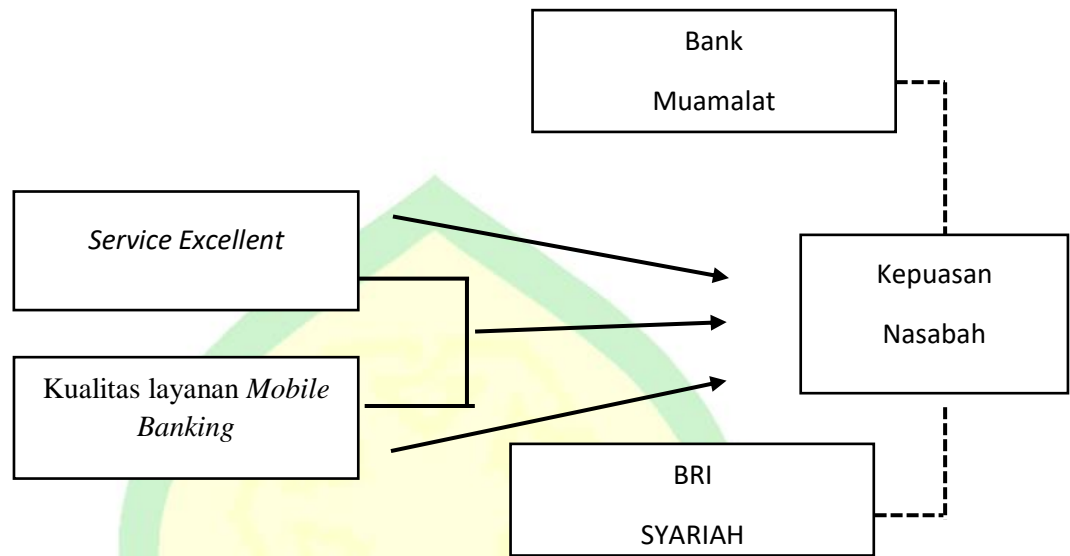 Bank
Muamalat
Service Excellent
Kepuasan
Nasabah
Kualitas layanan Mobile
Banking
BRI
SYARIAH